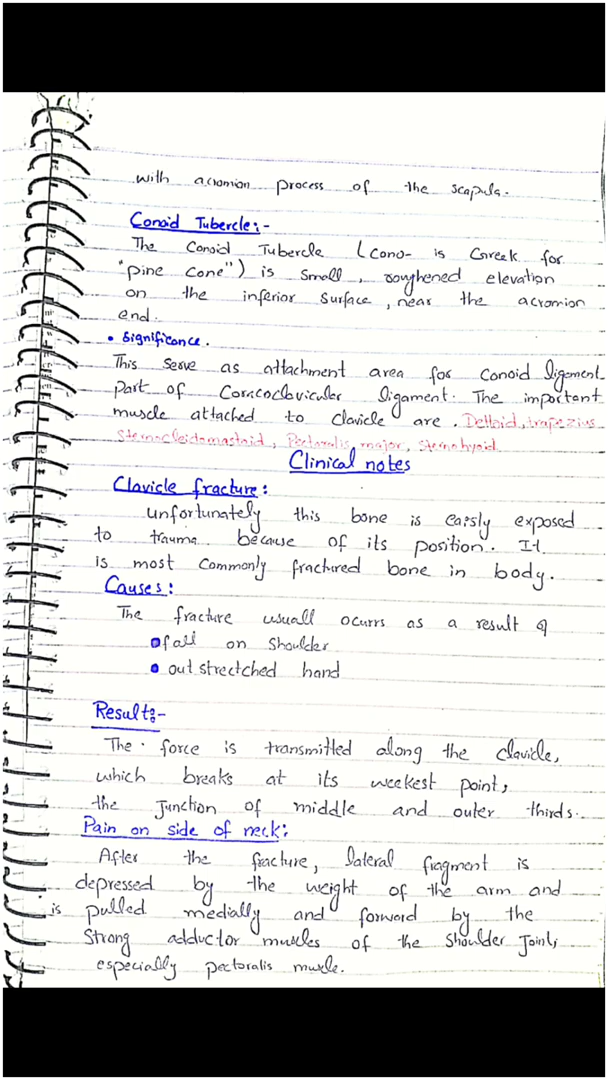 with acromion process of the scapula.
Conoid Tubercle:-
The Conoid Tubercle (cono- is Greek for
"pine cone") is small, roughened elevation
on the inferior surface, near the acromion
end.
• Significance.
This serve as attachment area for conoid ligement
part of Coracoclavicular ligament. The important
muscle attached to clavicle are. Deltoid, trapezius
Sternocleidomastoid, Pectoralis major, sternohyoid.
Clinical notes
Clavicle fracture:
unfortunately this bone is easly exposed
to trauma because of its position. It
is most commonly fractured bone in body.
Causes:
The fracture usuall ocurrs as a result of
• fall on shoulder
• out stretched hand
Result:-
The force is transmitted along the clavicle,
which breaks at its weekest point,
the Junction of middle and outer thirds.
Pain on side of neck:
After the fracture, lateral fragment is
depressed by the weight of the arm and
is pulled medially and forward by the
Strong adductor muscles of the shoulder Joint,
especially pectoralis muscle.